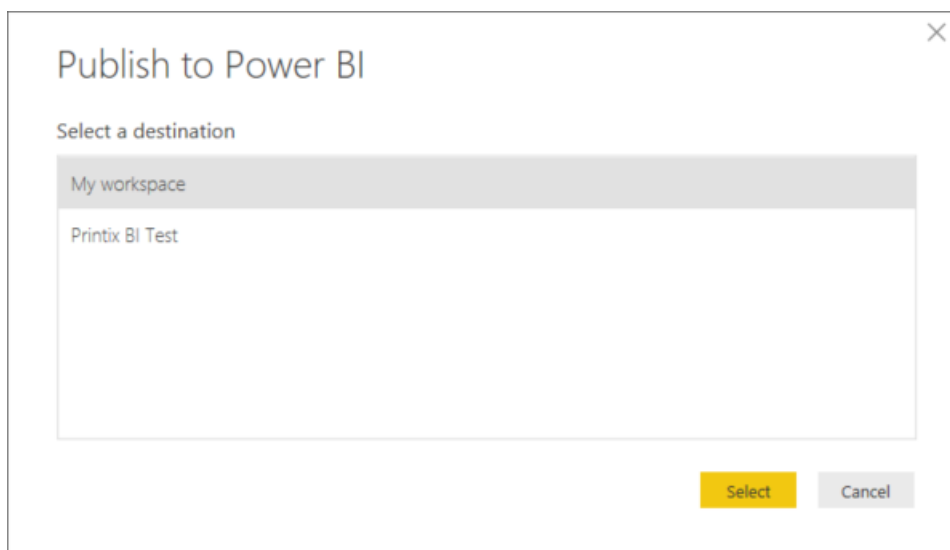 Publish to Power BI
Select a destination
My workspace
Printix BI Test
Select
Cancel